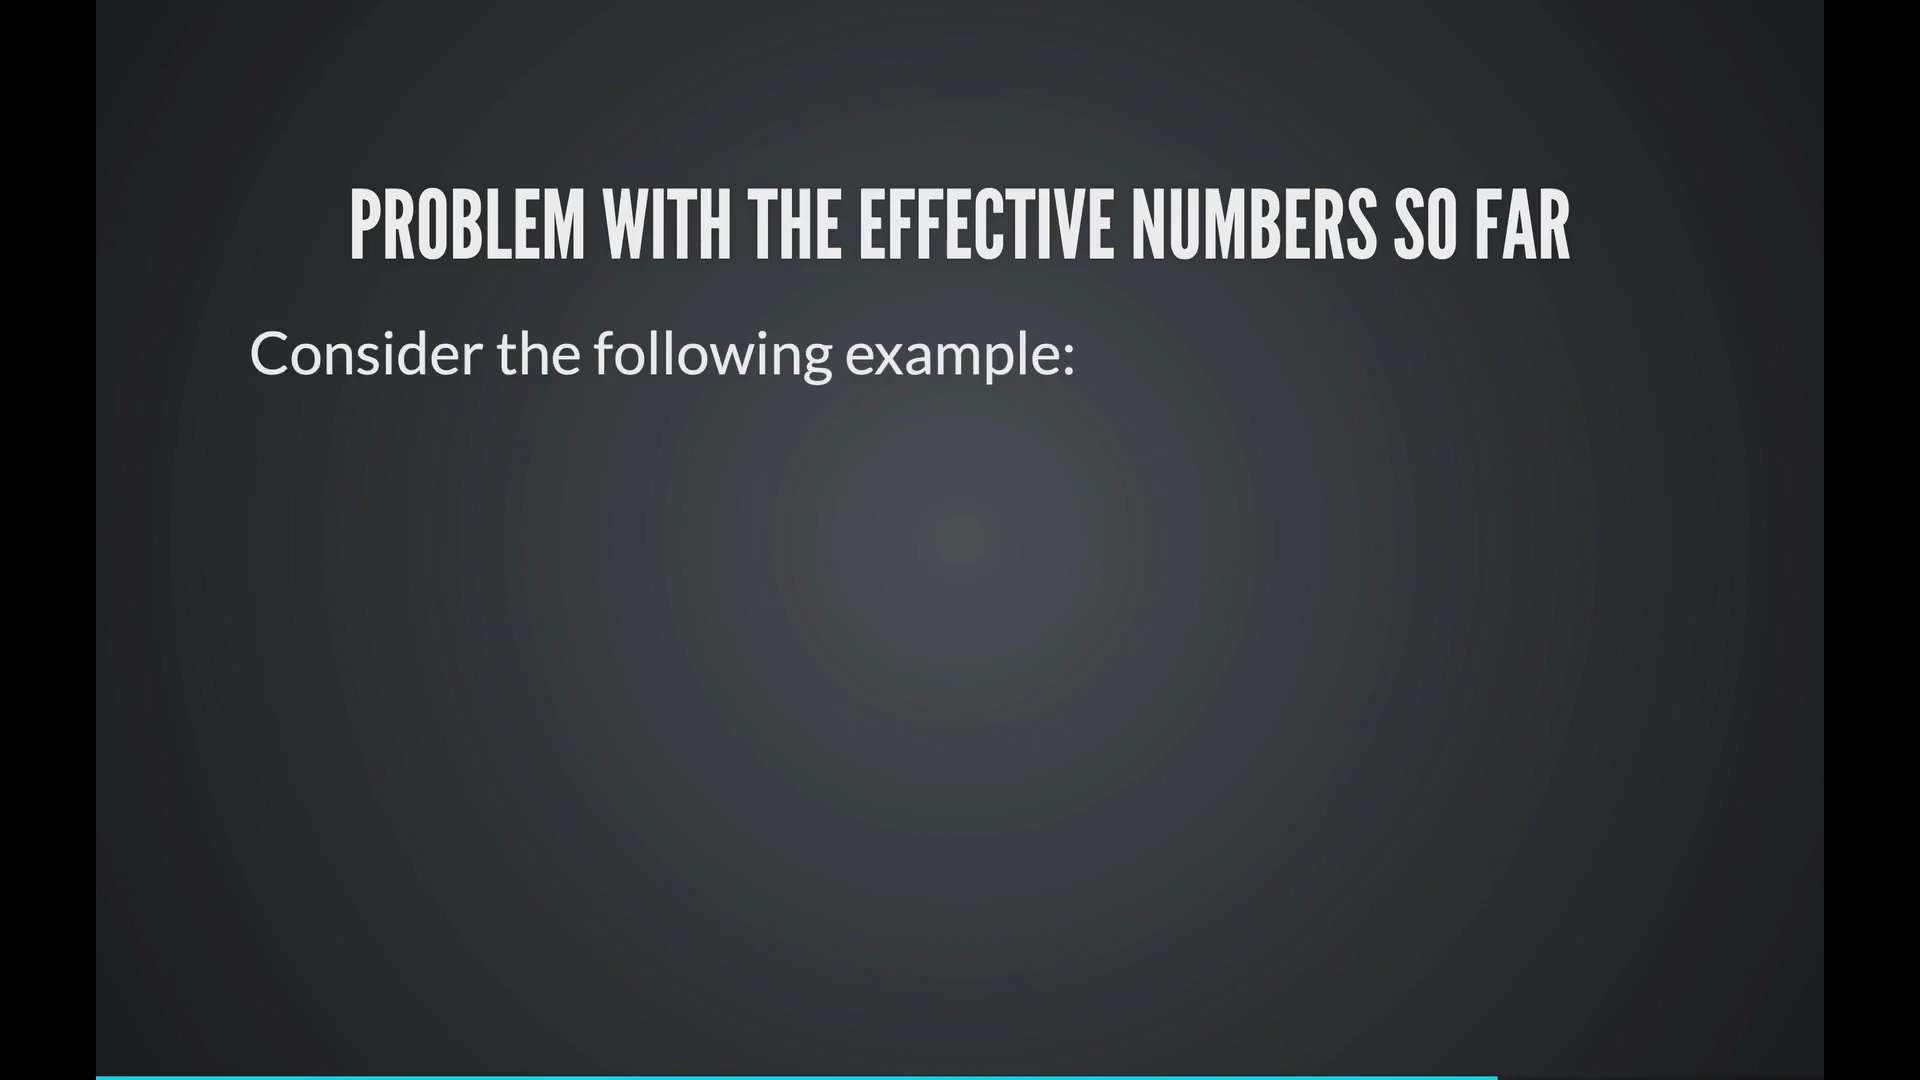 PROBLEM WITH THE EFFECTIVE NUMBERS SO FAR
Consider the following example: